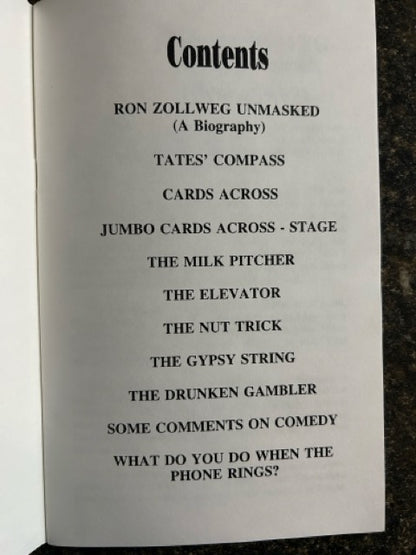 Contents
RON ZOLLWEG UNMASKED
(A Biography)
TATES' COMPASS
CARDS ACROSS
JUMBO CARDS ACROSS - STAGE
THE MILK PITCHER
THE ELEVATOR
THE NUT TRICK
THE GYPSY STRING
THE DRUNKEN GAMBLER
SOME COMMENTS ON COMEDY
WHAT DO YOU DO WHEN THE
PHONE RINGS?